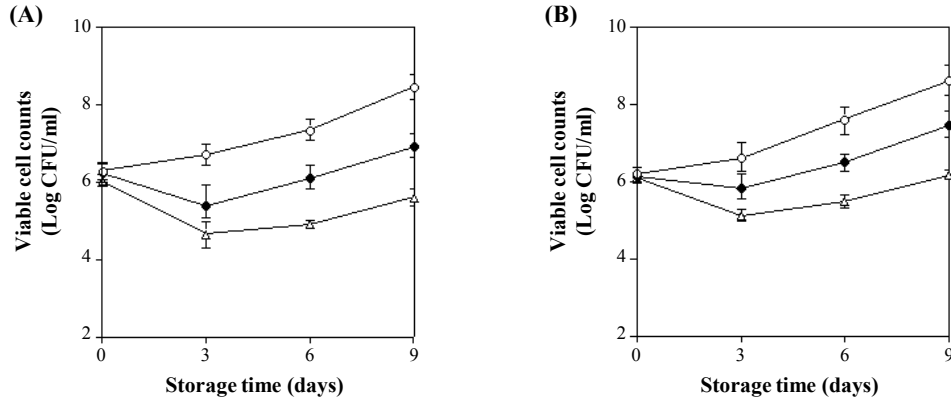 (A)
10
8
6
4
2
Viable cell counts
(Log CFU/ml)
0 3 6 9
Storage time (days)
(B)
10
8
6
4
2
Viable cell counts
(Log CFU/ml)
0 3 6 9
Storage time (days)